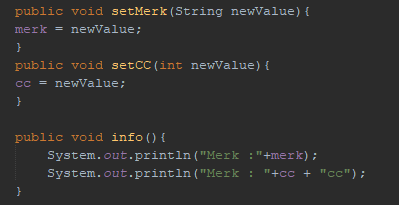 public void setMerk(String newValue){
merk = newValue;
}
public void setCC(int newValue){
cc = newValue;
}
public void info(){
System.out.println("Merk :"+merk);
System.out.println("Merk : "+cc + "cc");
}